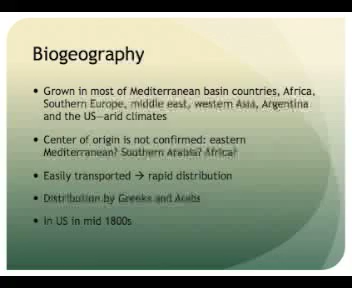 Biogeography
• Grown in most of Mediterranean basin countries, Africa,
Southern Europe, middle east, western Asia, Argentina
and the US—arid climates
• Center of origin is not confirmed: eastern
Mediterranean? Southern Arabia? Africa?
• Easily transported → rapid distribution
• Distribution by Greeks and Arabs
• In US in mid 1800s